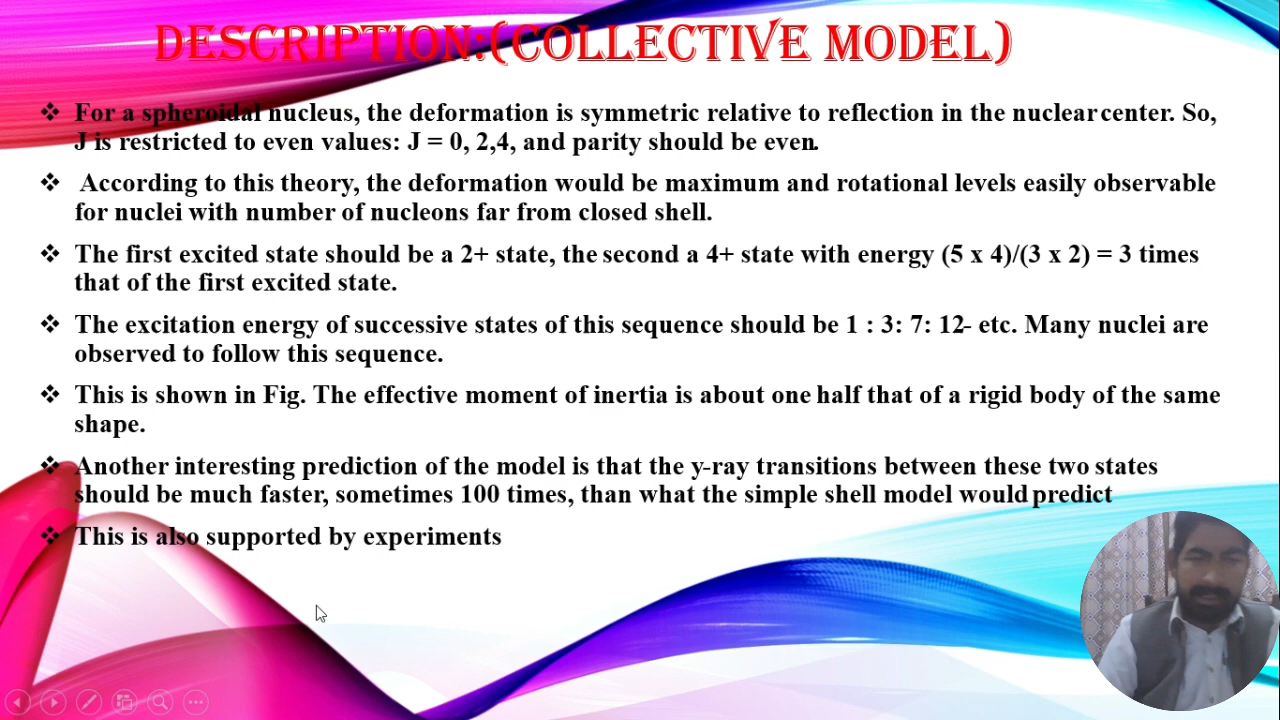 DESCRIPTION:(COLLECTIVE MODEL)
❖ For a spheroidal nucleus, the deformation is symmetric relative to reflection in the nuclear center. So,
J is restricted to even values: J = 0, 2,4, and parity should be even.
❖ According to this theory, the deformation would be maximum and rotational levels easily observable
for nuclei with number of nucleons far from closed shell.
❖ The first excited state should be a 2+ state, the second a 4+ state with energy (5 x 4)/(3 x 2) = 3 times
that of the first excited state.
❖ The excitation energy of successive states of this sequence should be 1 : 3: 7: 12- etc. Many nuclei are
observed to follow this sequence.
❖ This is shown in Fig. The effective moment of inertia is about one half that of a rigid body of the same
shape.
❖ Another interesting prediction of the model is that the y-ray transitions between these two states
should be much faster, sometimes 100 times, than what the simple shell model would predict
❖ This is also supported by experiments